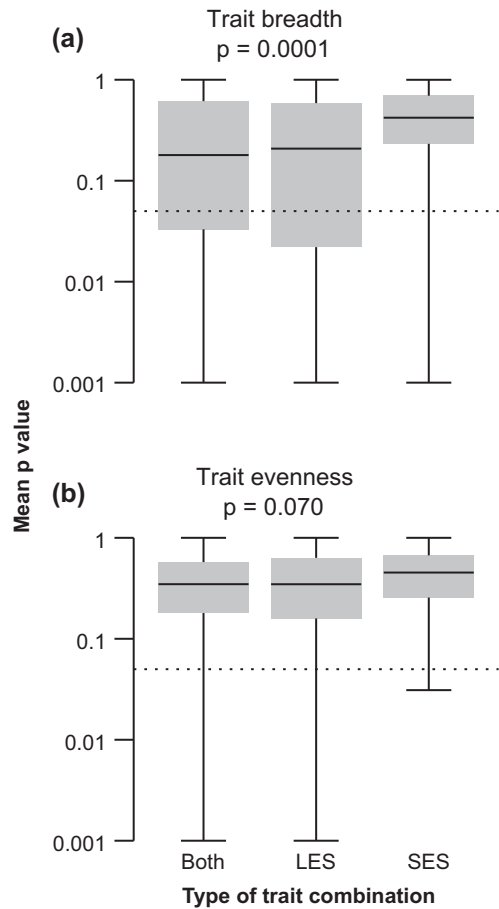 (a)
Trait breadth
p = 0.0001
1
0.1
0.01
0.001
Mean p value
(b)
Trait evenness
p = 0.070
1
0.1
0.01
0.001
Both LES SES
Type of trait combination